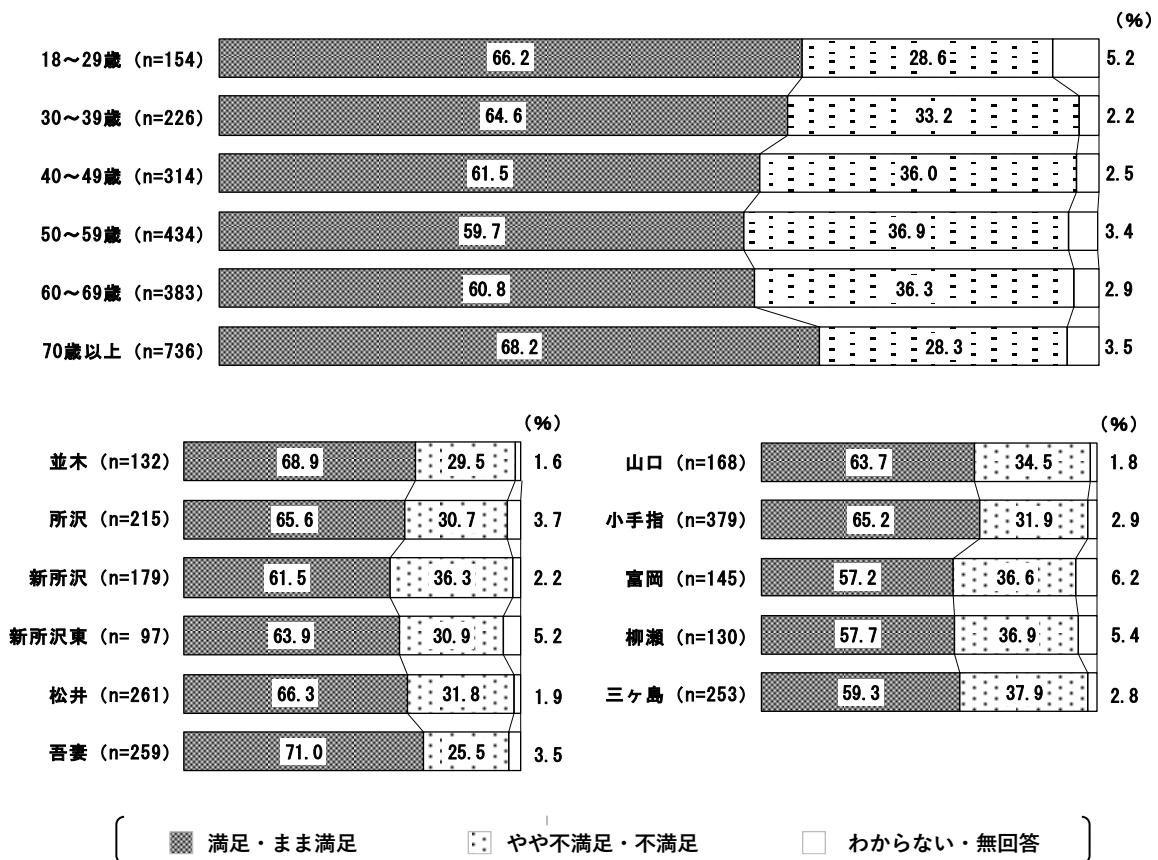 (%)
18～29歳 (n=154) 66.2 28.6 5.2
30～39歳 (n=226) 64.6 33.2 2.2
40～49歳 (n=314) 61.5 36.0 2.5
50～59歳 (n=434) 59.7 36.9 3.4
60～69歳 (n=383) 60.8 36.3 2.9
70歳以上 (n=736) 68.2 28.3 3.5
(%)
並木 (n=132) 68.9 29.5 1.6
所沢 (n=215) 65.6 30.7 3.7
新所沢 (n=179) 61.5 36.3 2.2
新所沢東 (n= 97) 63.9 30.9 5.2
松井 (n=261) 66.3 31.8 1.9
吾妻 (n=259) 71.0 25.5 3.5
(%)
山口 (n=168) 63.7 34.5 1.8
小手指 (n=379) 65.2 31.9 2.9
富岡 (n=145) 57.2 36.6 6.2
柳瀬 (n=130) 57.7 36.9 5.4
三ヶ島 (n=253) 59.3 37.9 2.8
満足・まま満足 やや不満足・不満足 わからない・無回答